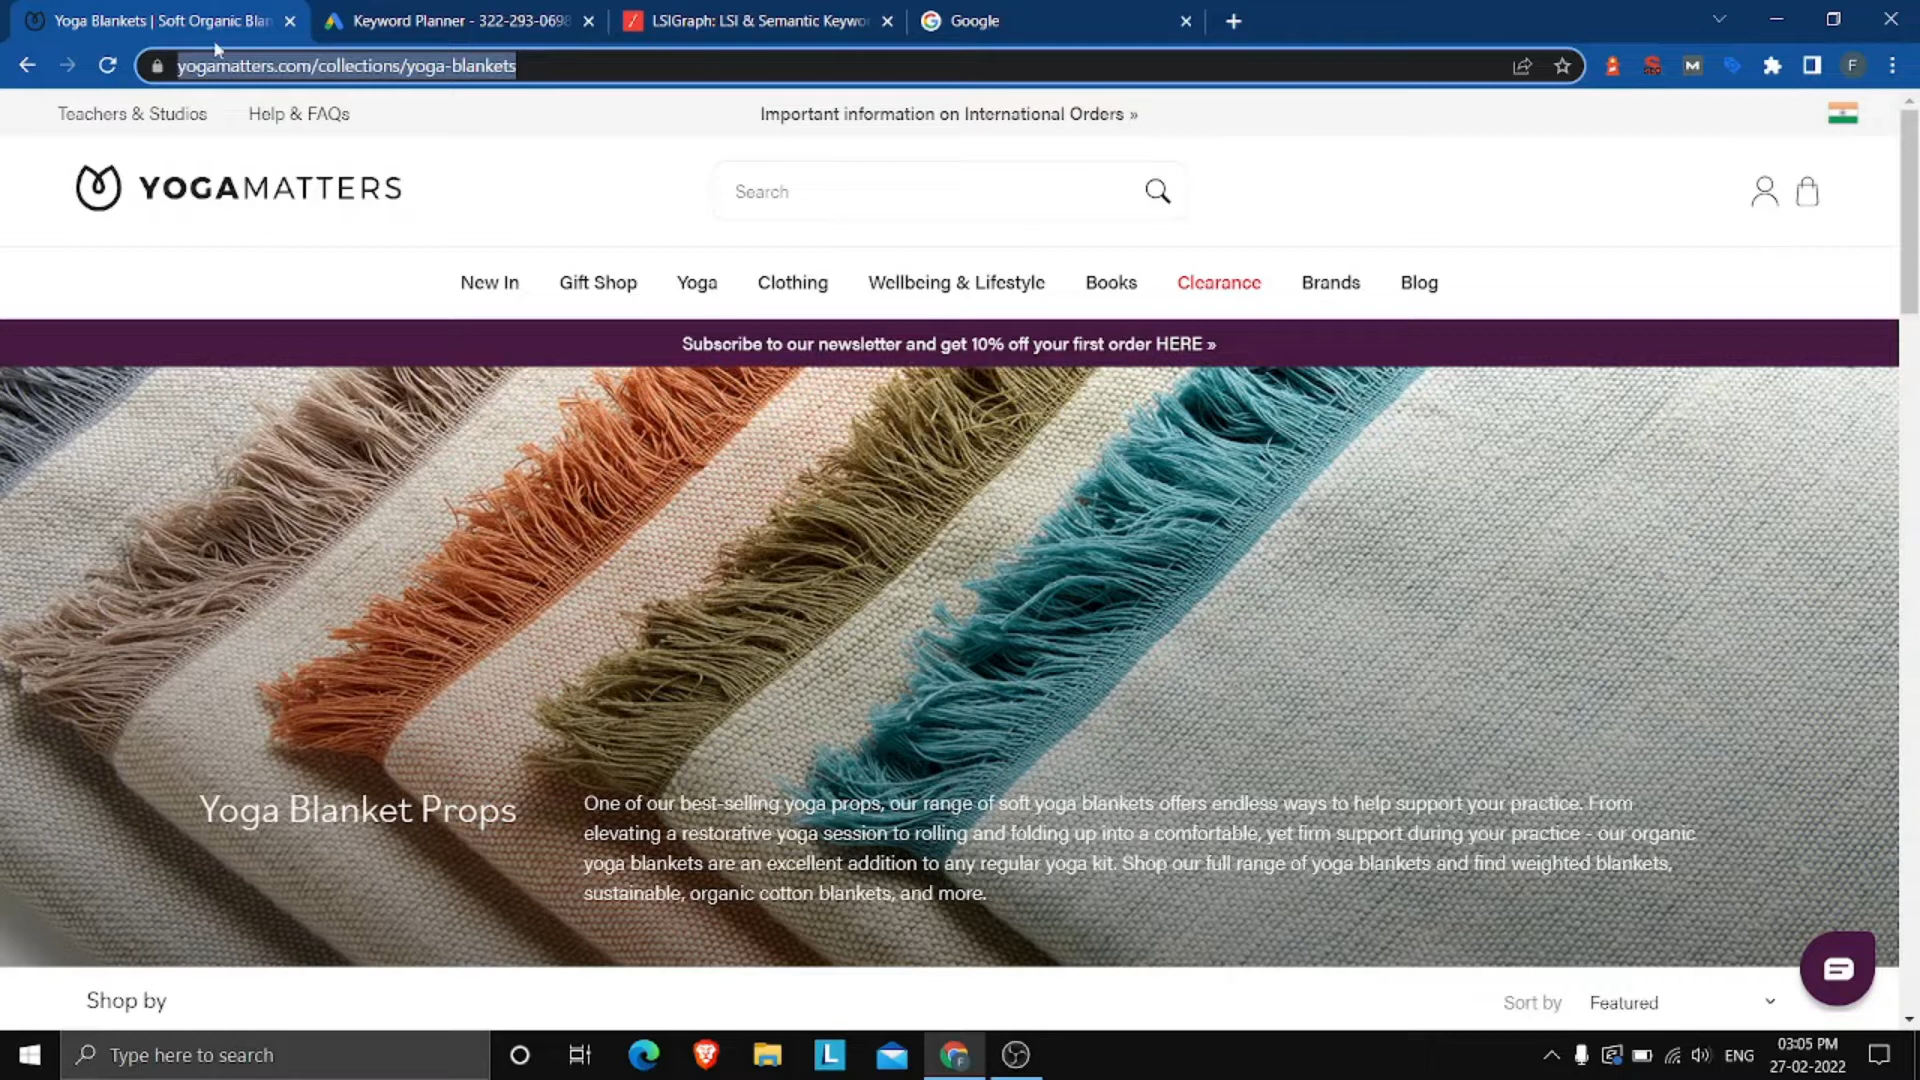 Yoga Blankets | Soft Organic Blan
Keyword Planner - 322-293-0698
LSIGraph: LSI & Semantic Keywo
Google
yogamatters.com/collections/yoga-blankets
F
Teachers & Studios
Help & FAQs
Important information on International Orders »
YOGAMATTERS
Search
New In
Gift Shop
Yoga
Clothing
Wellbeing & Lifestyle
Books
Clearance
Brands
Blog
Subscribe to our newsletter and get 10% off your first order HERE »
Yoga Blanket Props
One of our best-selling yoga props, our range of soft yoga blankets offers endless ways to help support your practice. From
elevating a restorative yoga session to rolling and folding up into a comfortable, yet firm support during your practice - our organic
yoga blankets are an excellent addition to any regular yoga kit. Shop our full range of yoga blankets and find weighted blankets,
sustainable, organic cotton blankets, and more.
Shop by
Sort by
Featured
Type here to search
L
F
ENG
03:05 PM
27-02-2022